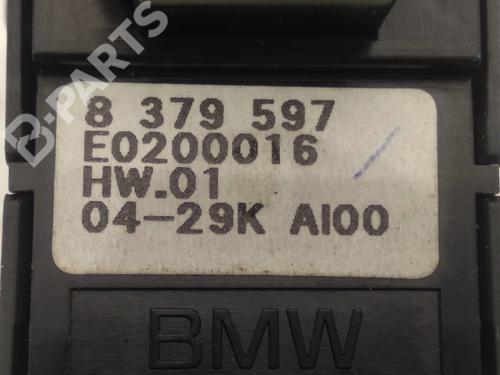 B-PARTS
8 379 597
E0200016
HW.01
04-29K AI00
BMW